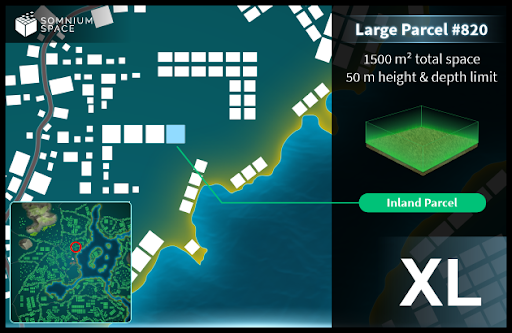 SOMNIUM
SPACE
Large Parcel #820
1500 m² total space
50 m height & depth limit
Inland Parcel
XL